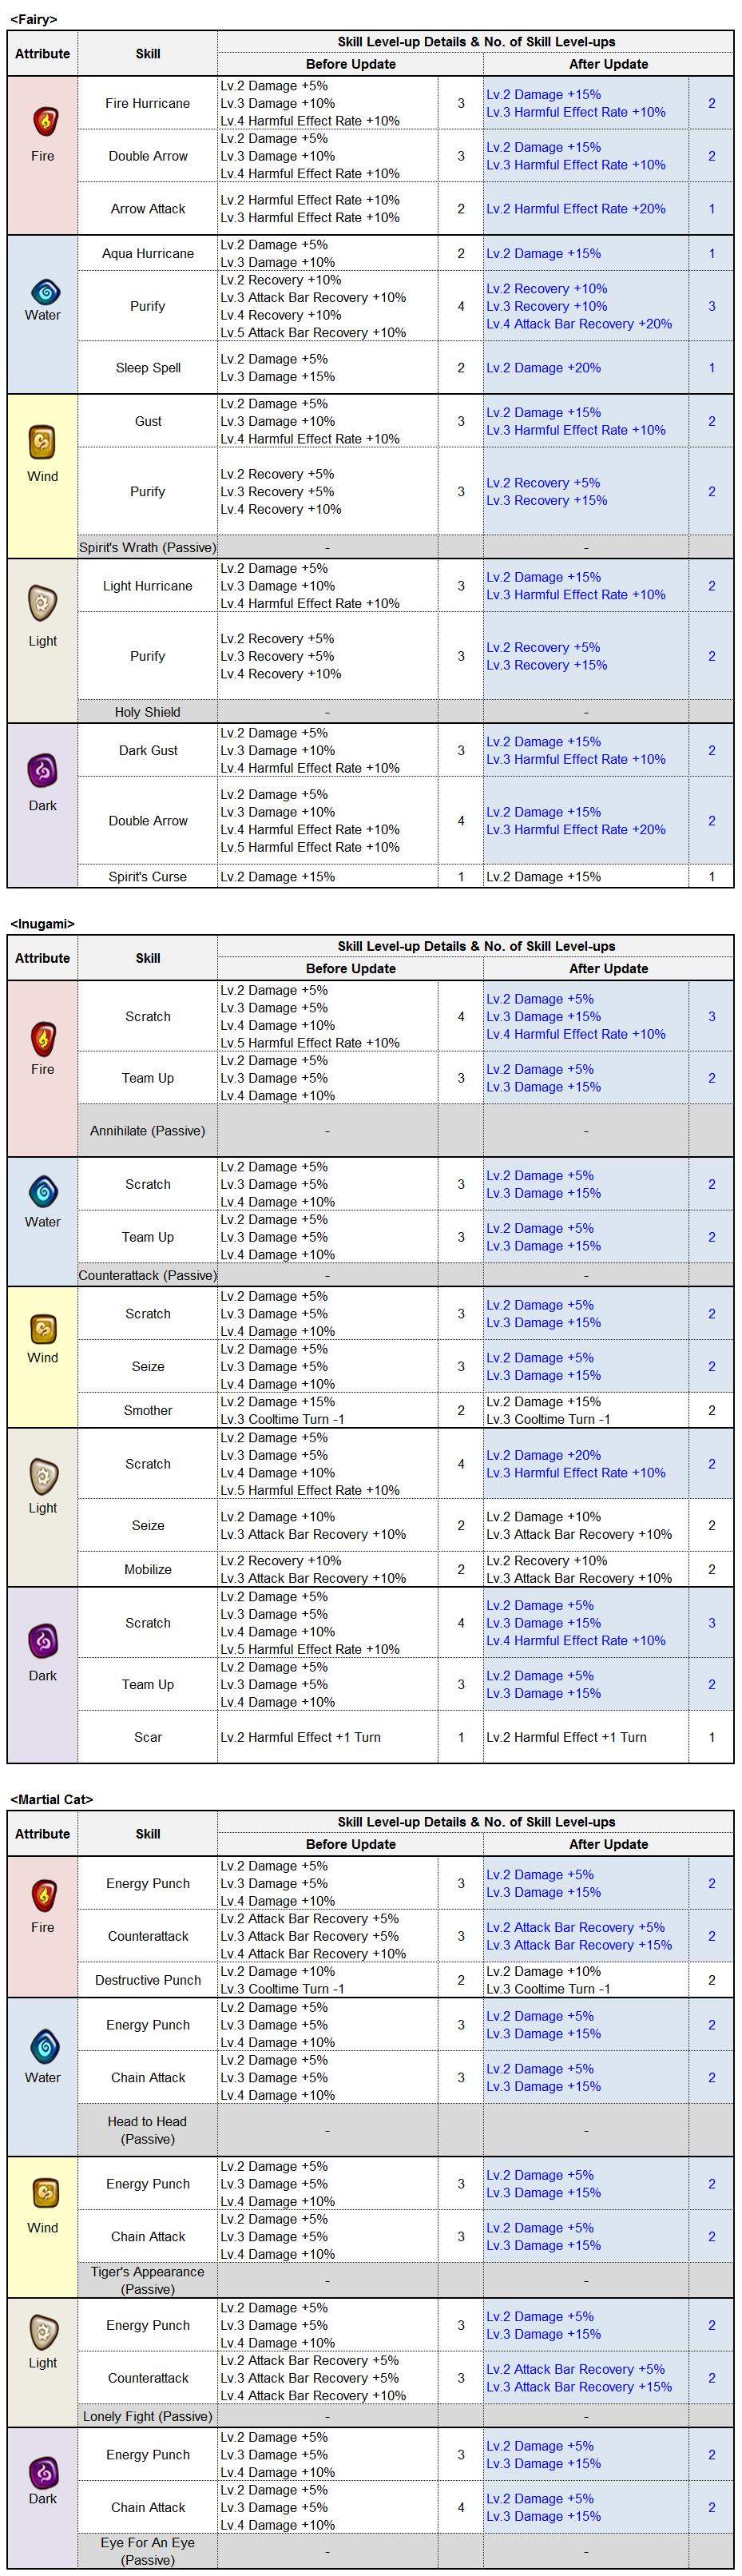 <Fairy>
Attribute Skill Skill Level-up Details & No. of Skill Level-ups
Before Update After Update
Fire
Fire Hurricane
Lv.2 Damage +5%
Lv.3 Damage +10%
Lv.4 Harmful Effect Rate +10%
3
Lv.2 Damage +15%
Lv.3 Harmful Effect Rate +10%
2
Double Arrow
Lv.2 Damage +5%
Lv.3 Damage +10%
Lv.4 Harmful Effect Rate +10%
3
Lv.2 Damage +15%
Lv.3 Harmful Effect Rate +10%
2
Arrow Attack
Lv.2 Harmful Effect Rate +10%
Lv.3 Harmful Effect Rate +10%
2
Lv.2 Harmful Effect Rate +20%
1
Water
Aqua Hurricane
Lv.2 Damage +5%
Lv.3 Damage +10%
2
Lv.2 Damage +15%
1
Purify
Lv.2 Recovery +10%
Lv.3 Attack Bar Recovery +10%
Lv.4 Recovery +10%
Lv.5 Attack Bar Recovery +10%
4
Lv.2 Recovery +10%
Lv.3 Recovery +10%
Lv.4 Attack Bar Recovery +20%
3
Sleep Spell
Lv.2 Damage +5%
Lv.3 Damage +15%
2
Lv.2 Damage +20%
1
Wind
Gust
Lv.2 Damage +5%
Lv.3 Damage +10%
Lv.4 Harmful Effect Rate +10%
3
Lv.2 Damage +15%
Lv.3 Harmful Effect Rate +10%
2
Purify
Lv.2 Recovery +5%
Lv.3 Recovery +5%
Lv.4 Recovery +10%
3
Lv.2 Recovery +5%
Lv.3 Recovery +15%
2
Spirit's Wrath (Passive) - -
Light
Light Hurricane
Lv.2 Damage +5%
Lv.3 Damage +10%
Lv.4 Harmful Effect Rate +10%
3
Lv.2 Damage +15%
Lv.3 Harmful Effect Rate +10%
2
Purify
Lv.2 Recovery +5%
Lv.3 Recovery +5%
Lv.4 Recovery +10%
3
Lv.2 Recovery +5%
Lv.3 Recovery +15%
2
Holy Shield - -
Dark
Dark Gust
Lv.2 Damage +5%
Lv.3 Damage +10%
Lv.4 Harmful Effect Rate +10%
3
Lv.2 Damage +15%
Lv.3 Harmful Effect Rate +10%
2
Double Arrow
Lv.2 Damage +5%
Lv.3 Damage +10%
Lv.4 Harmful Effect Rate +10%
Lv.5 Harmful Effect Rate +10%
4
Lv.2 Damage +15%
Lv.3 Harmful Effect Rate +20%
2
Spirit's Curse Lv.2 Damage +15% 1 Lv.2 Damage +15% 1
<Inugami>
Attribute Skill Skill Level-up Details & No. of Skill Level-ups
Before Update After Update
Fire
Scratch
Lv.2 Damage +5%
Lv.3 Damage +5%
Lv.4 Damage +10%
Lv.5 Harmful Effect Rate +10%
4
Lv.2 Damage +5%
Lv.3 Damage +15%
Lv.4 Harmful Effect Rate +10%
3
Team Up
Lv.2 Damage +5%
Lv.3 Damage +5%
Lv.4 Damage +10%
3
Lv.2 Damage +5%
Lv.3 Damage +15%
2
Annihilate (Passive) - -
Water
Scratch
Lv.2 Damage +5%
Lv.3 Damage +5%
Lv.4 Damage +10%
3
Lv.2 Damage +5%
Lv.3 Damage +15%
2
Team Up
Lv.2 Damage +5%
Lv.3 Damage +5%
Lv.4 Damage +10%
3
Lv.2 Damage +5%
Lv.3 Damage +15%
2
Counterattack (Passive) - -
Wind
Scratch
Lv.2 Damage +5%
Lv.3 Damage +5%
Lv.4 Damage +10%
3
Lv.2 Damage +5%
Lv.3 Damage +15%
2
Seize
Lv.2 Damage +5%
Lv.3 Damage +5%
Lv.4 Damage +10%
3
Lv.2 Damage +5%
Lv.3 Damage +15%
2
Smother
Lv.2 Damage +15%
Lv.3 Cooltime Turn -1
2
Lv.2 Damage +15%
Lv.3 Cooltime Turn -1
2
Light
Scratch
Lv.2 Damage +5%
Lv.3 Damage +5%
Lv.4 Damage +10%
Lv.5 Harmful Effect Rate +10%
4
Lv.2 Damage +20%
Lv.3 Harmful Effect Rate +10%
2
Seize
Lv.2 Damage +10%
Lv.3 Attack Bar Recovery +10%
2
Lv.2 Damage +10%
Lv.3 Attack Bar Recovery +10%
2
Mobilize
Lv.2 Recovery +10%
Lv.3 Attack Bar Recovery +10%
2
Lv.2 Recovery +10%
Lv.3 Attack Bar Recovery +10%
2
Dark
Scratch
Lv.2 Damage +5%
Lv.3 Damage +5%
Lv.4 Damage +10%
Lv.5 Harmful Effect Rate +10%
4
Lv.2 Damage +5%
Lv.3 Damage +15%
Lv.4 Harmful Effect Rate +10%
3
Team Up
Lv.2 Damage +5%
Lv.3 Damage +5%
Lv.4 Damage +10%
3
Lv.2 Damage +5%
Lv.3 Damage +15%
2
Scar Lv.2 Harmful Effect +1 Turn 1 Lv.2 Harmful Effect +1 Turn 1
<Martial Cat>
Attribute Skill Skill Level-up Details & No. of Skill Level-ups
Before Update After Update
Fire
Energy Punch
Lv.2 Damage +5%
Lv.3 Damage +5%
Lv.4 Damage +10%
3
Lv.2 Damage +5%
Lv.3 Damage +15%
2
Counterattack
Lv.2 Attack Bar Recovery +5%
Lv.3 Attack Bar Recovery +5%
Lv.4 Attack Bar Recovery +10%
3
Lv.2 Attack Bar Recovery +5%
Lv.3 Attack Bar Recovery +15%
2
Destructive Punch
Lv.2 Damage +10%
Lv.3 Cooltime Turn -1
2
Lv.2 Damage +10%
Lv.3 Cooltime Turn -1
2
Water
Energy Punch
Lv.2 Damage +5%
Lv.3 Damage +5%
Lv.4 Damage +10%
3
Lv.2 Damage +5%
Lv.3 Damage +15%
2
Chain Attack
Lv.2 Damage +5%
Lv.3 Damage +5%
Lv.4 Damage +10%
3
Lv.2 Damage +5%
Lv.3 Damage +15%
2
Head to Head
(Passive)
- -
Wind
Energy Punch
Lv.2 Damage +5%
Lv.3 Damage +5%
Lv.4 Damage +10%
3
Lv.2 Damage +5%
Lv.3 Damage +15%
2
Chain Attack
Lv.2 Damage +5%
Lv.3 Damage +5%
Lv.4 Damage +10%
3
Lv.2 Damage +5%
Lv.3 Damage +15%
2
Tiger's Appearance
(Passive)
- -
Light
Energy Punch
Lv.2 Damage +5%
Lv.3 Damage +5%
Lv.4 Damage +10%
3
Lv.2 Damage +5%
Lv.3 Damage +15%
2
Counterattack
Lv.2 Attack Bar Recovery +5%
Lv.3 Attack Bar Recovery +5%
Lv.4 Attack Bar Recovery +10%
3
Lv.2 Attack Bar Recovery +5%
Lv.3 Attack Bar Recovery +15%
2
Lonely Fight (Passive) - -
Dark
Energy Punch
Lv.2 Damage +5%
Lv.3 Damage +5%
Lv.4 Damage +10%
3
Lv.2 Damage +5%
Lv.3 Damage +15%
2
Chain Attack
Lv.2 Damage +5%
Lv.3 Damage +5%
Lv.4 Damage +10%
4
Lv.2 Damage +5%
Lv.3 Damage +15%
2
Eye For An Eye
(Passive)
- -